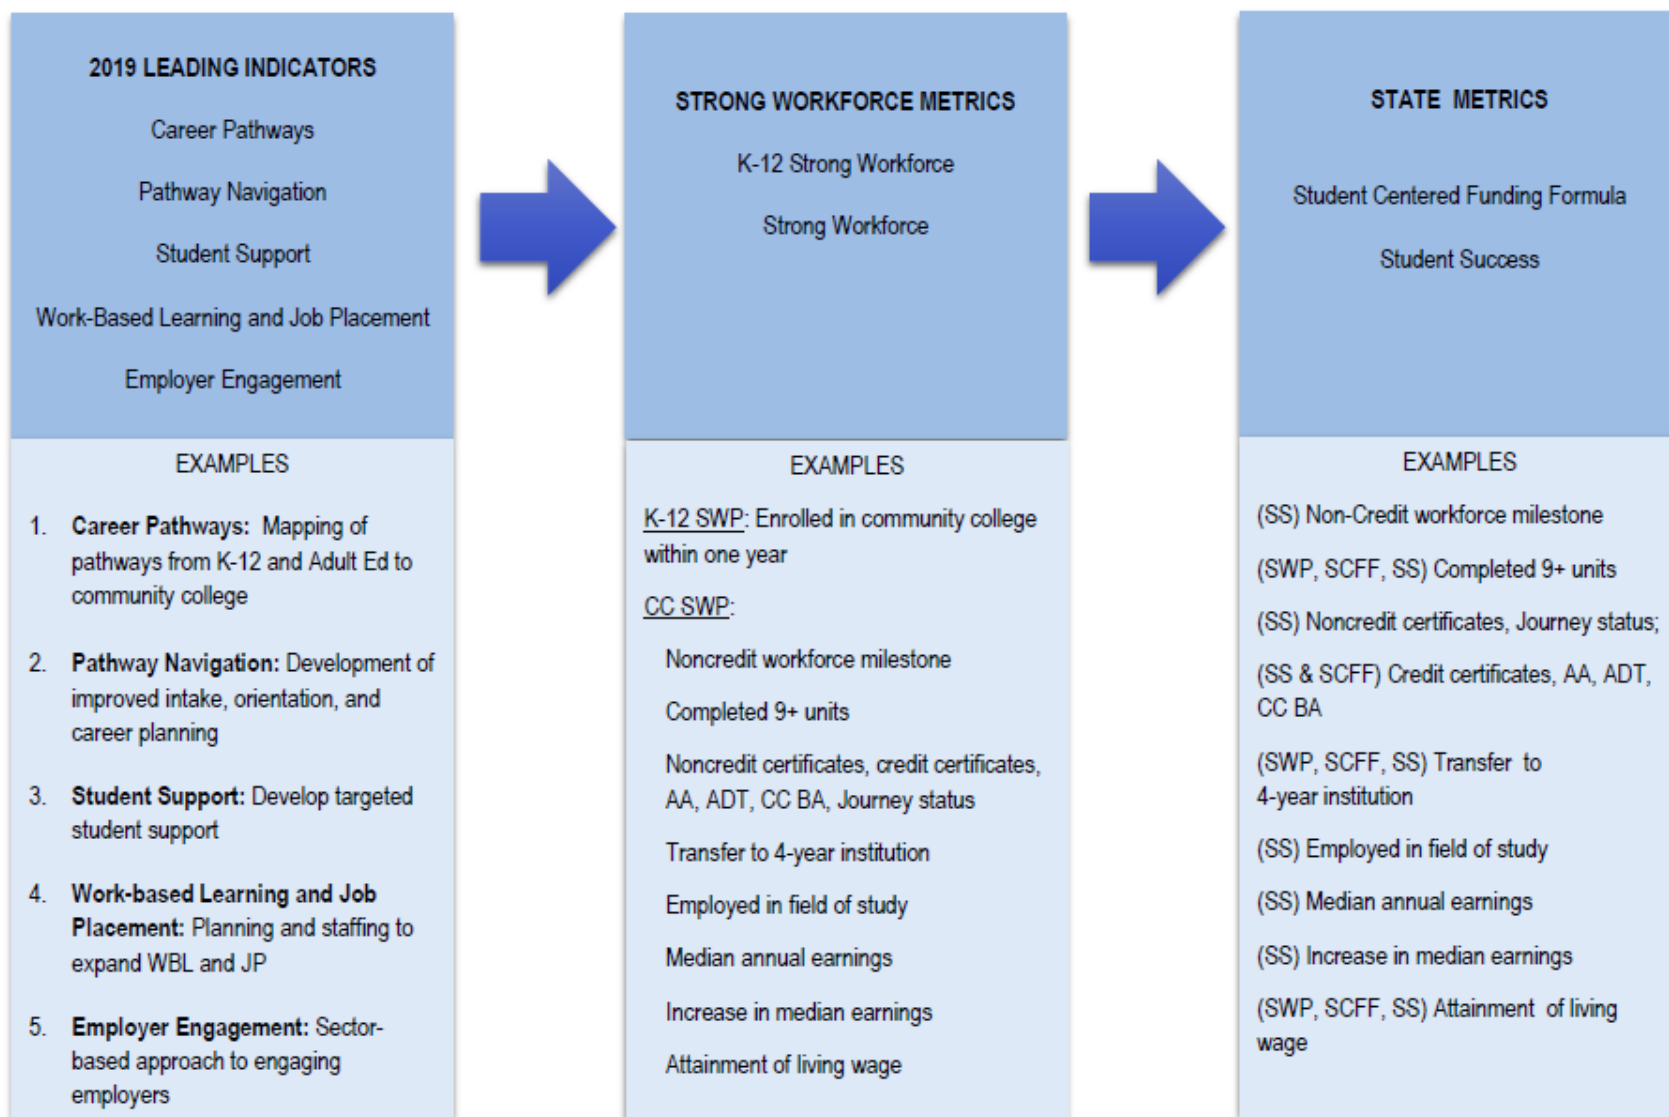 2019 LEADING INDICATORS
Career Pathways
Pathway Navigation
Student Support
Work-Based Learning and Job Placement
Employer Engagement
EXAMPLES
1. Career Pathways: Mapping of
pathways from K-12 and Adult Ed to
community college
2. Pathway Navigation: Development of
improved intake, orientation, and
career planning
3. Student Support: Develop targeted
student support
4. Work-based Learning and Job
Placement: Planning and staffing to
expand WBL and JP
5. Employer Engagement: Sector-
based approach to engaging
employers
STRONG WORKFORCE METRICS
K-12 Strong Workforce
Strong Workforce
EXAMPLES
K-12 SWP: Enrolled in community college
within one year
CC SWP:
Noncredit workforce milestone
Completed 9+ units
Noncredit certificates, credit certificates,
AA, ADT, CC BA, Journey status
Transfer to 4-year institution
Employed in field of study
Median annual earnings
Increase in median earnings
Attainment of living wage
STATE METRICS
Student Centered Funding Formula
Student Success
EXAMPLES
(SS) Non-Credit workforce milestone
(SWP, SCFF, SS) Completed 9+ units
(SS) Noncredit certificates, Journey status;
(SS & SCFF) Credit certificates, AA, ADT,
CC BA
(SWP, SCFF, SS) Transfer to
4-year institution
(SS) Employed in field of study
(SS) Median annual earnings
(SS) Increase in median earnings
(SWP, SCFF, SS) Attainment of living
wage